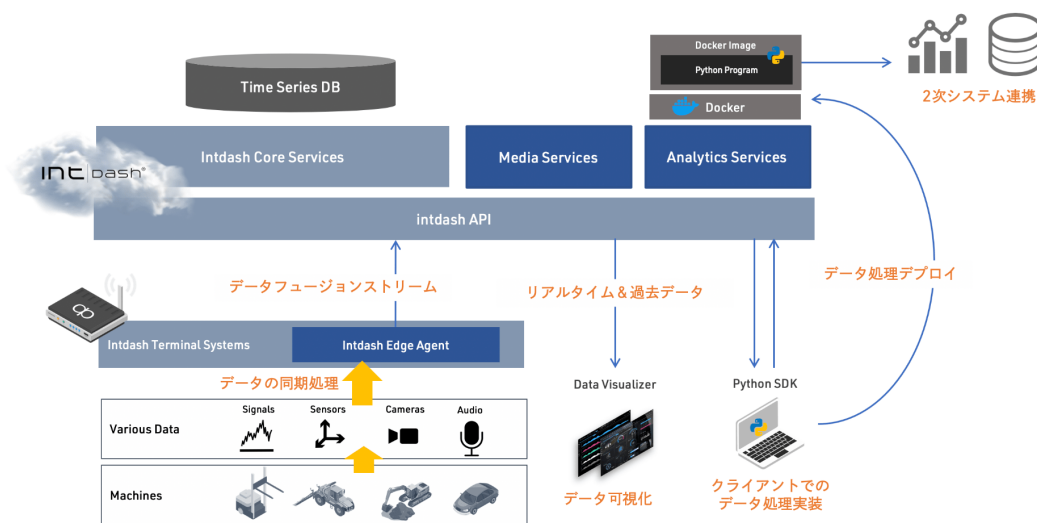 Docker Image
Python Program
Time Series DB
Docker
2次システム連携
Intdash Core Services
Media Services
Analytics Services
INt|DasH®
intdash API
データフュージョンストリーム
リアルタイム＆過去データ
データ処理デプロイ
Intdash Terminal Systems
Intdash Edge Agent
データの同期処理
Data Visualizer
Python SDK
Various Data
Signals
Sensors
Cameras
Audio
Machines
データ可視化
クライアントでの
データ処理実装